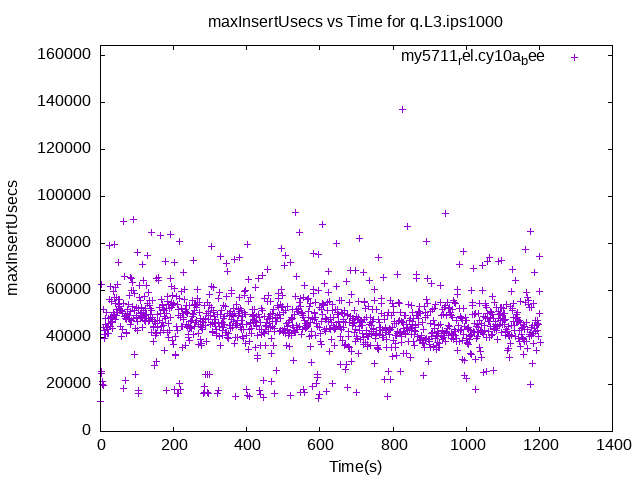 maxInsertUsecs vs Time for q.L3.ips1000
my5711rel.cy10abee
160000
140000
120000
100000
80000
60000
40000
20000
0
maxInsertUsecs
0 200 400 600 800 1000 1200 1400
Time(s)